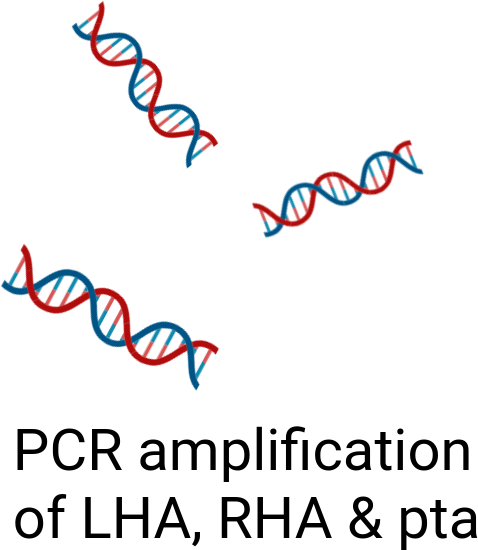 PCR amplification
of LHA, RHA & pta